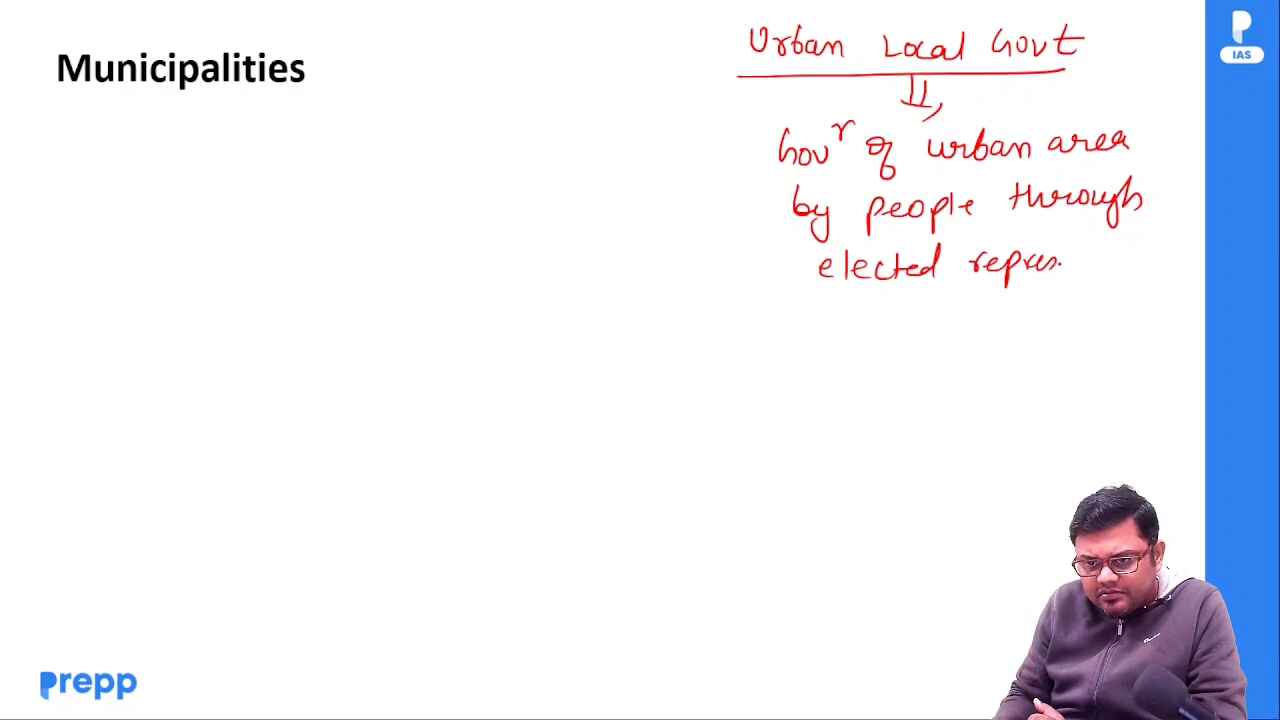 Municipalities
Urban Local Govt
Govr of urban area
by people through
elected repres.
IAS
prepp